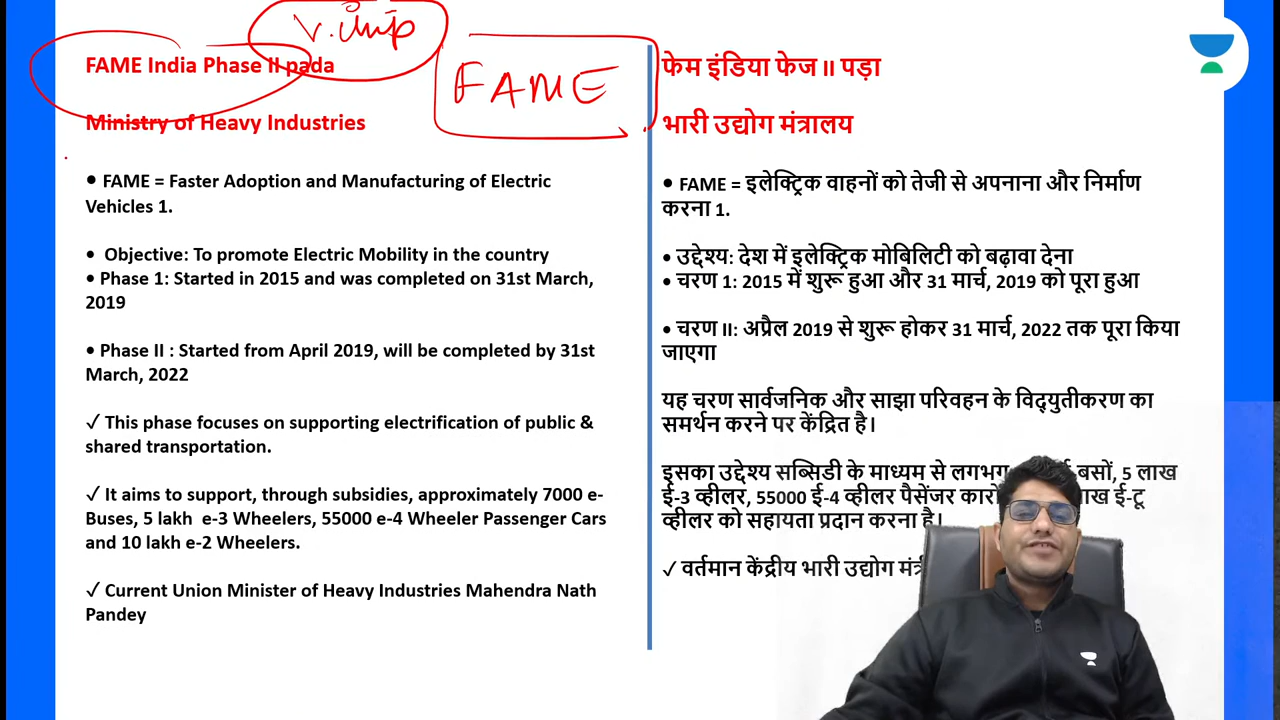 V. imp
FAME
FAME India Phase II pada
Ministry of Heavy Industries
• FAME = Faster Adoption and Manufacturing of Electric
Vehicles 1.
• Objective: To promote Electric Mobility in the country
• Phase 1: Started in 2015 and was completed on 31st March,
2019
• Phase II : Started from April 2019, will be completed by 31st
March, 2022
✓ This phase focuses on supporting electrification of public &
shared transportation.
✓ It aims to support, through subsidies, approximately 7000 e-
Buses, 5 lakh e-3 Wheelers, 55000 e-4 Wheeler Passenger Cars
and 10 lakh e-2 Wheelers.
✓ Current Union Minister of Heavy Industries Mahendra Nath
Pandey
फेम इंडिया फेज II पड़ा
भारी उद्योग मंत्रालय
• FAME = इलेक्ट्रिक वाहनों को तेजी से अपनाना और निर्माण
करना 1.
• उद्देश्य: देश में इलेक्ट्रिक मोबिलिटी को बढ़ावा देना
• चरण 1: 2015 में शुरू हुआ और 31 मार्च, 2019 को पूरा हुआ
• चरण II: अप्रैल 2019 से शुरू होकर 31 मार्च, 2022 तक पूरा किया
जाएगा
यह चरण सार्वजनिक और साझा परिवहन के विद्युतीकरण का
समर्थन करने पर केंद्रित है।
इसका उद्देश्य सब्सिडी के माध्यम से लगभग बसों, 5 लाख
ई-3 व्हीलर, 55000 ई-4 व्हीलर पैसेंजर लाख ई-टू
व्हीलर को सहायता प्रदान करना है।
✓ वर्तमान केंद्रीय भारी उद्योग